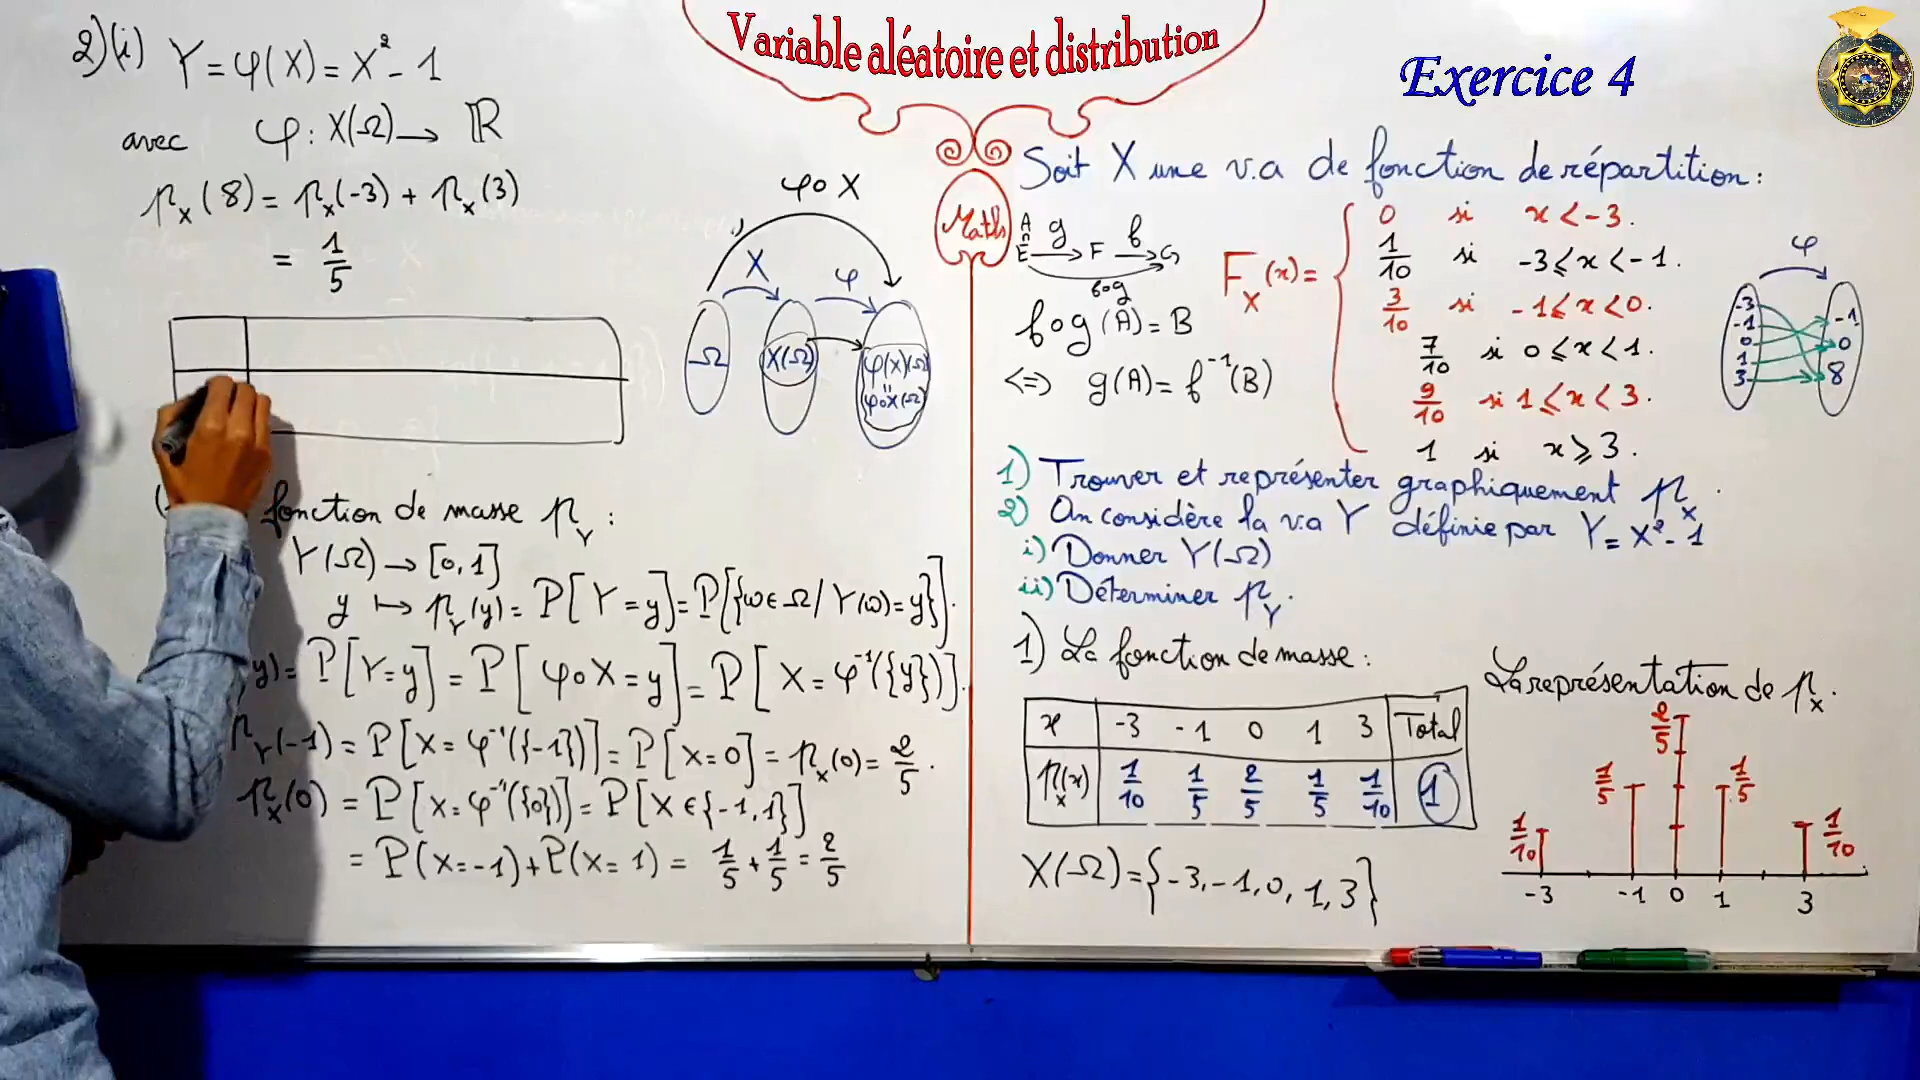 Variable aléatoire et distribution
Exercice 4
Maths
2)(i) Y = φ(X) = X² - 1
avec φ : X(Ω) → ℝ
p_X(8) = p_X(-3) + p_X(3)
= 1/5
φ∘X
X
φ
Ω
X(Ω)
φ(X)(Ω)
"
φ∘X(Ω)
fonction de masse p_Y :
Y(Ω) → [0,1]
y ↦ p_Y(y) = P[Y = y] = P[{ω ∈ Ω / Y(ω) = y}].
y) = P[Y = y] = P[φ∘X = y] = P[X = φ⁻¹({y})].
p_Y(-1) = P[X = φ⁻¹({-1})] = P[X = 0] = p_X(0) = 2/5.
p_X(0) = P[X = φ⁻¹({0})] = P[X ∈ {-1, 1}]
= P(X = -1) + P(X = 1) = 1/5 + 1/5 = 2/5
Soit X une v.a de fonction de répartition :
A
∩
E → g → F → f → G
fog
fog(A) = B
<=> g(A) = f⁻¹(B)
F_X(x) =
0 si x < -3.
1/10 si -3 ⩽ x < -1.
3/10 si -1 ⩽ x < 0.
7/10 si 0 ⩽ x < 1.
9/10 si 1 ⩽ x < 3.
1 si x ⩾ 3.
φ
-3
-1
0
1
3
-1
0
8
1) Trouver et représenter graphiquement p_X.
2) On considère la v.a Y définie par Y = X² - 1
i) Donner Y(Ω)
ii) Déterminer p_Y.
1) La fonction de masse :
x -3 -1 0 1 3 Total
p_X(x) 1/10 1/5 2/5 1/5 1/10 1
X(Ω) = {-3, -1, 0, 1, 3}
La représentation de p_X.
2/5
1/5 1/5
1/10 1/10
-3 -1 0 1 3